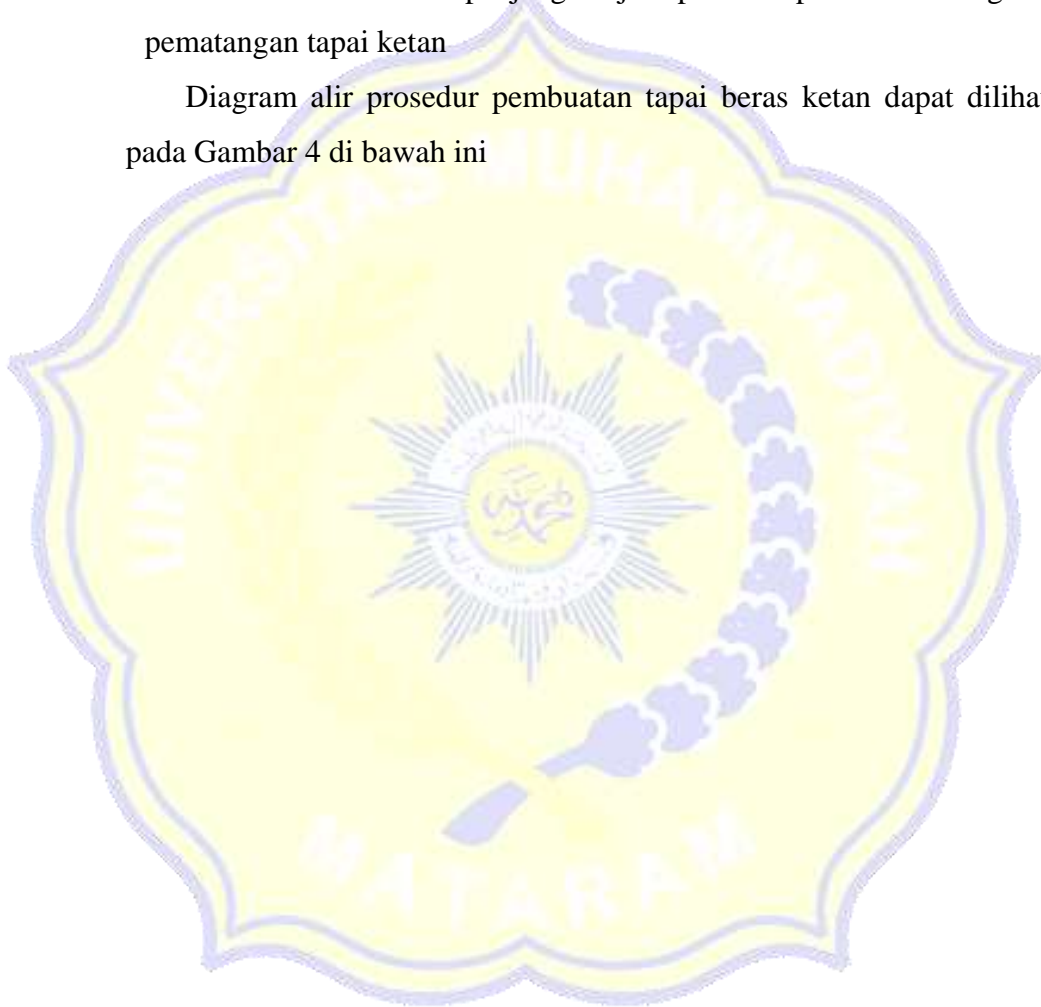 pematangan tapai ketan
Diagram alir prosedur pembuatan tapai beras ketan dapat diliha
pada Gambar 4 di bawah ini
UNIVERSITAS MUHAMMADIYAH
MATARAM